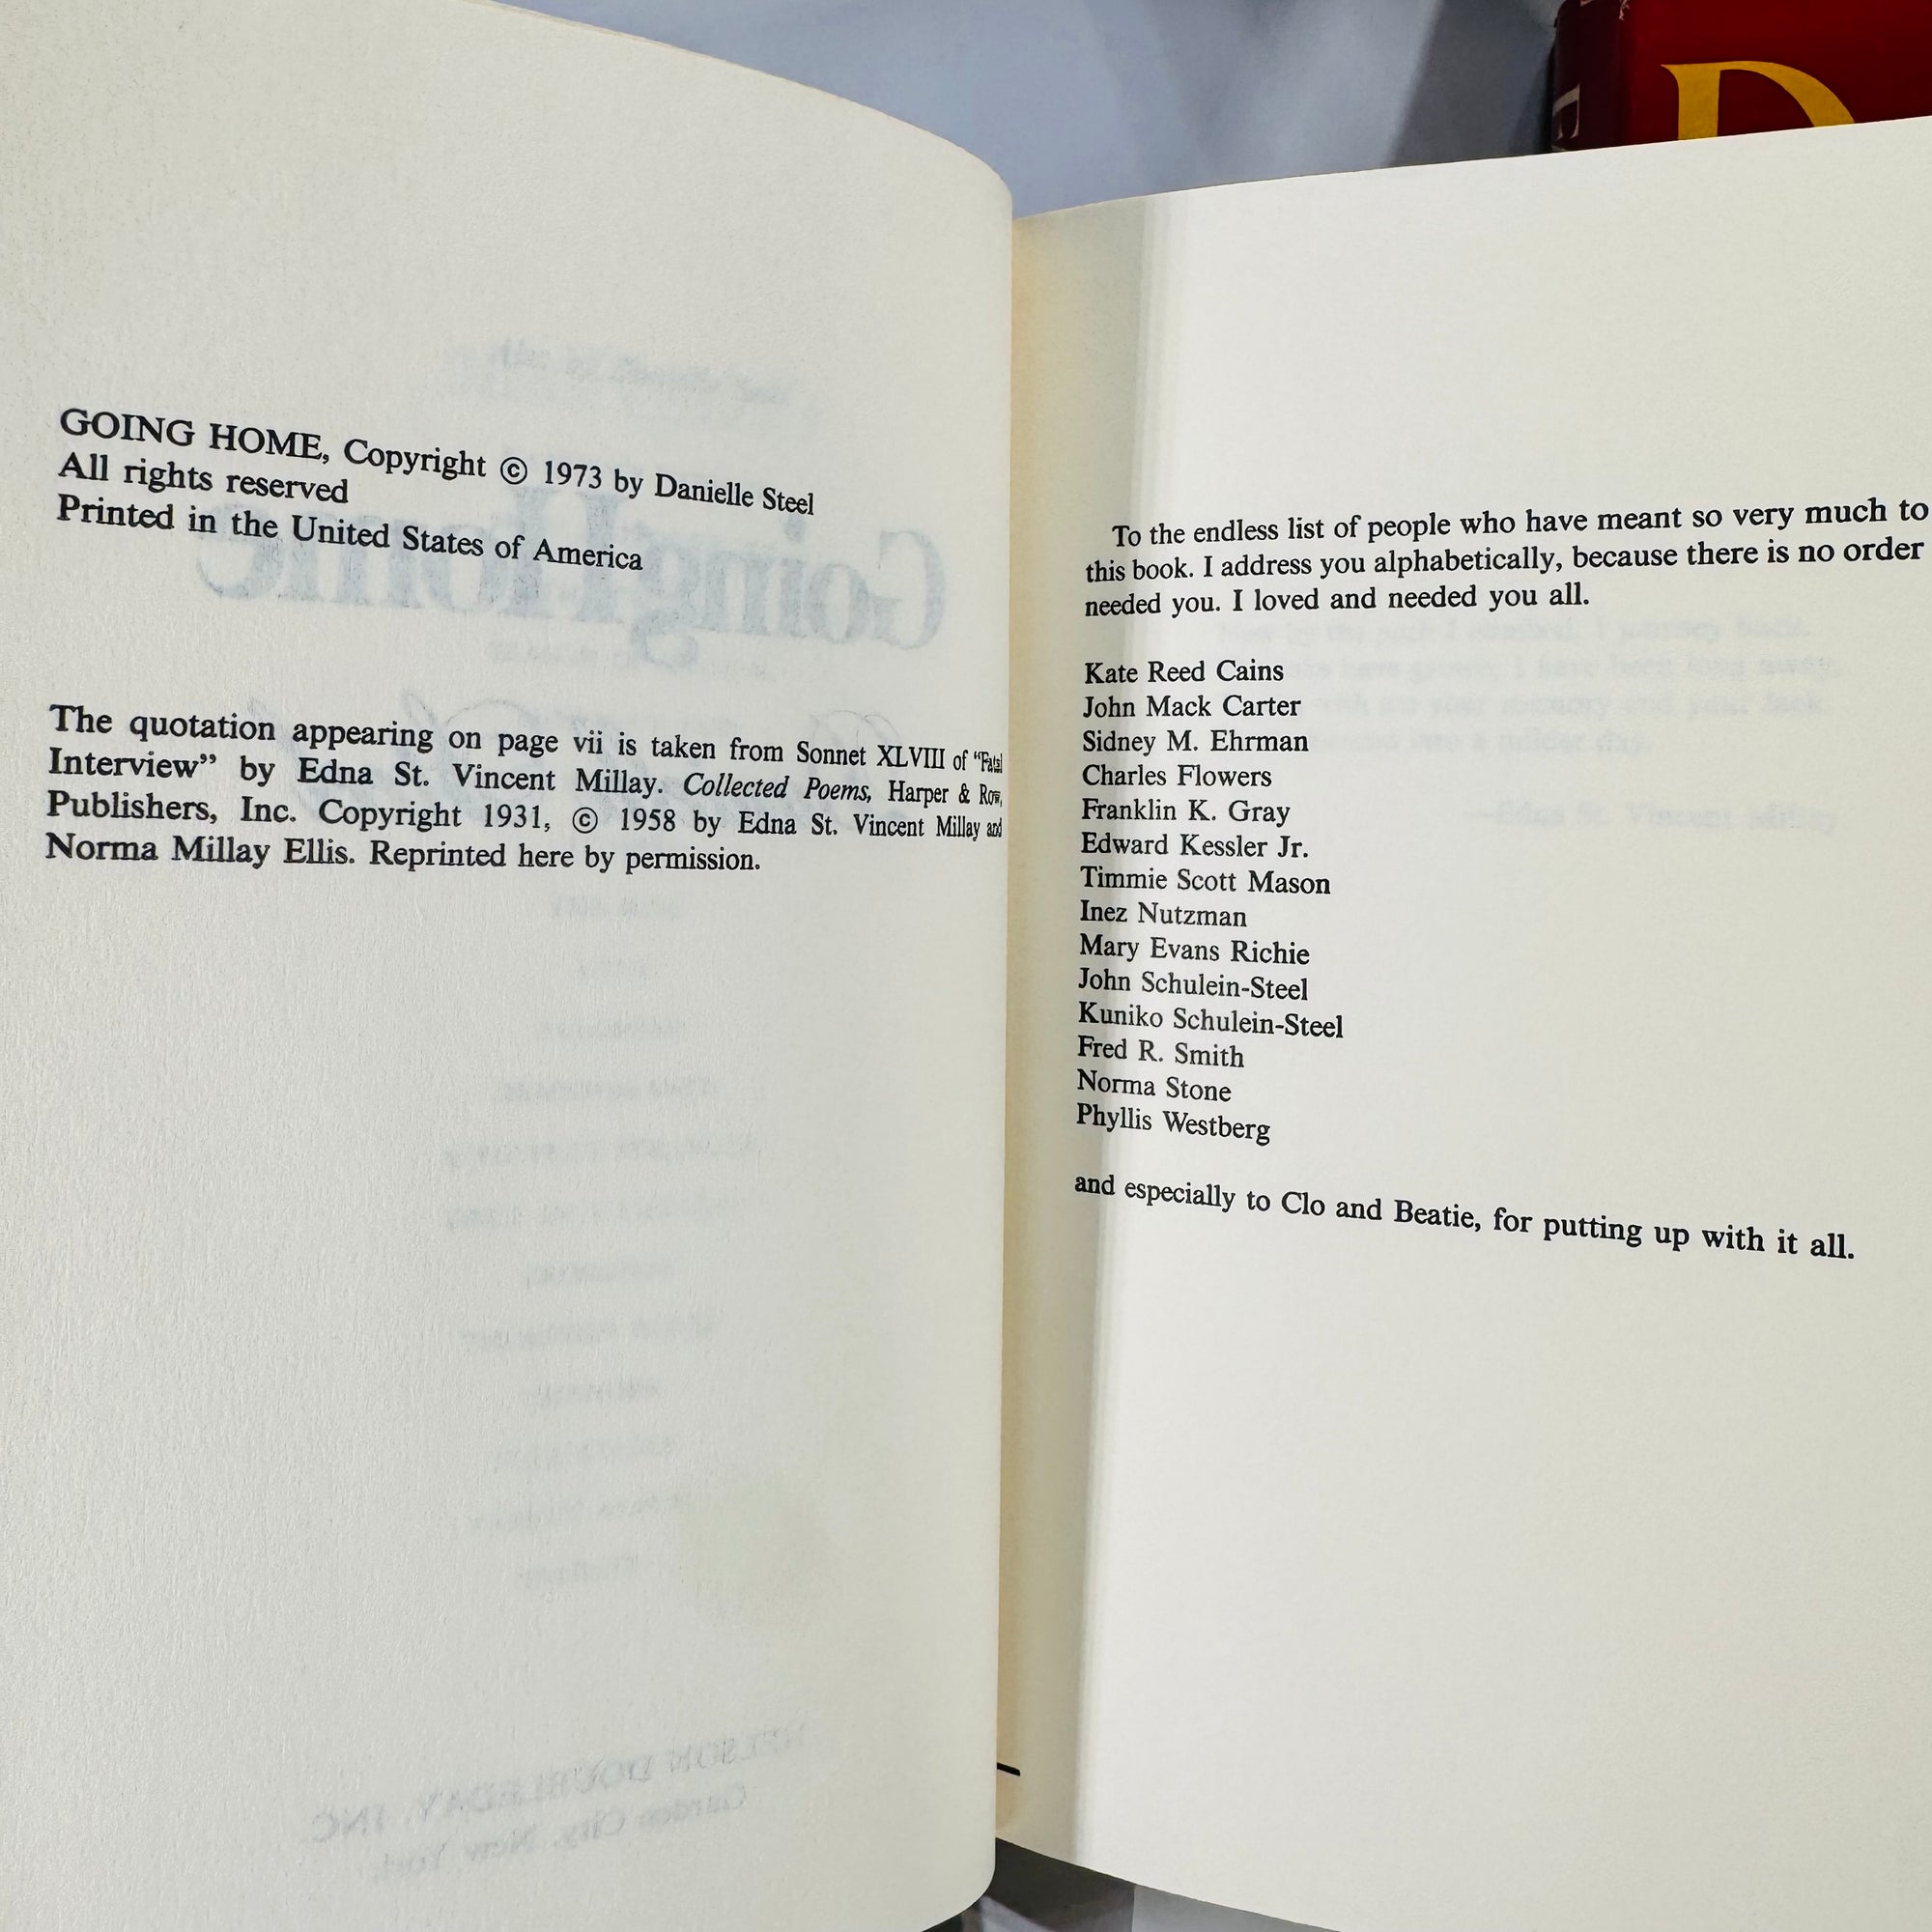 GOING HOME, Copyright © 1973 by Danielle Steel
All rights reserved
Printed in the United States of America
The quotation appearing on page vii is taken from Sonnet XLVIII of “Fatal
Interview” by Edna St. Vincent Millay. Collected Poems, Harper & Row,
Publishers, Inc. Copyright 1931, © 1958 by Edna St. Vincent Millay and
Norma Millay Ellis. Reprinted here by permission.
D
To the endless list of people who have meant so very much to
this book. I address you alphabetically, because there is no order
needed you. I loved and needed you all.
Kate Reed Cains
John Mack Carter
Sidney M. Ehrman
Charles Flowers
Franklin K. Gray
Edward Kessler Jr.
Timmie Scott Mason
Inez Nutzman
Mary Evans Richie
John Schulein-Steel
Kuniko Schulein-Steel
Fred R. Smith
Norma Stone
Phyllis Westberg
and especially to Clo and Beatie, for putting up with it all.